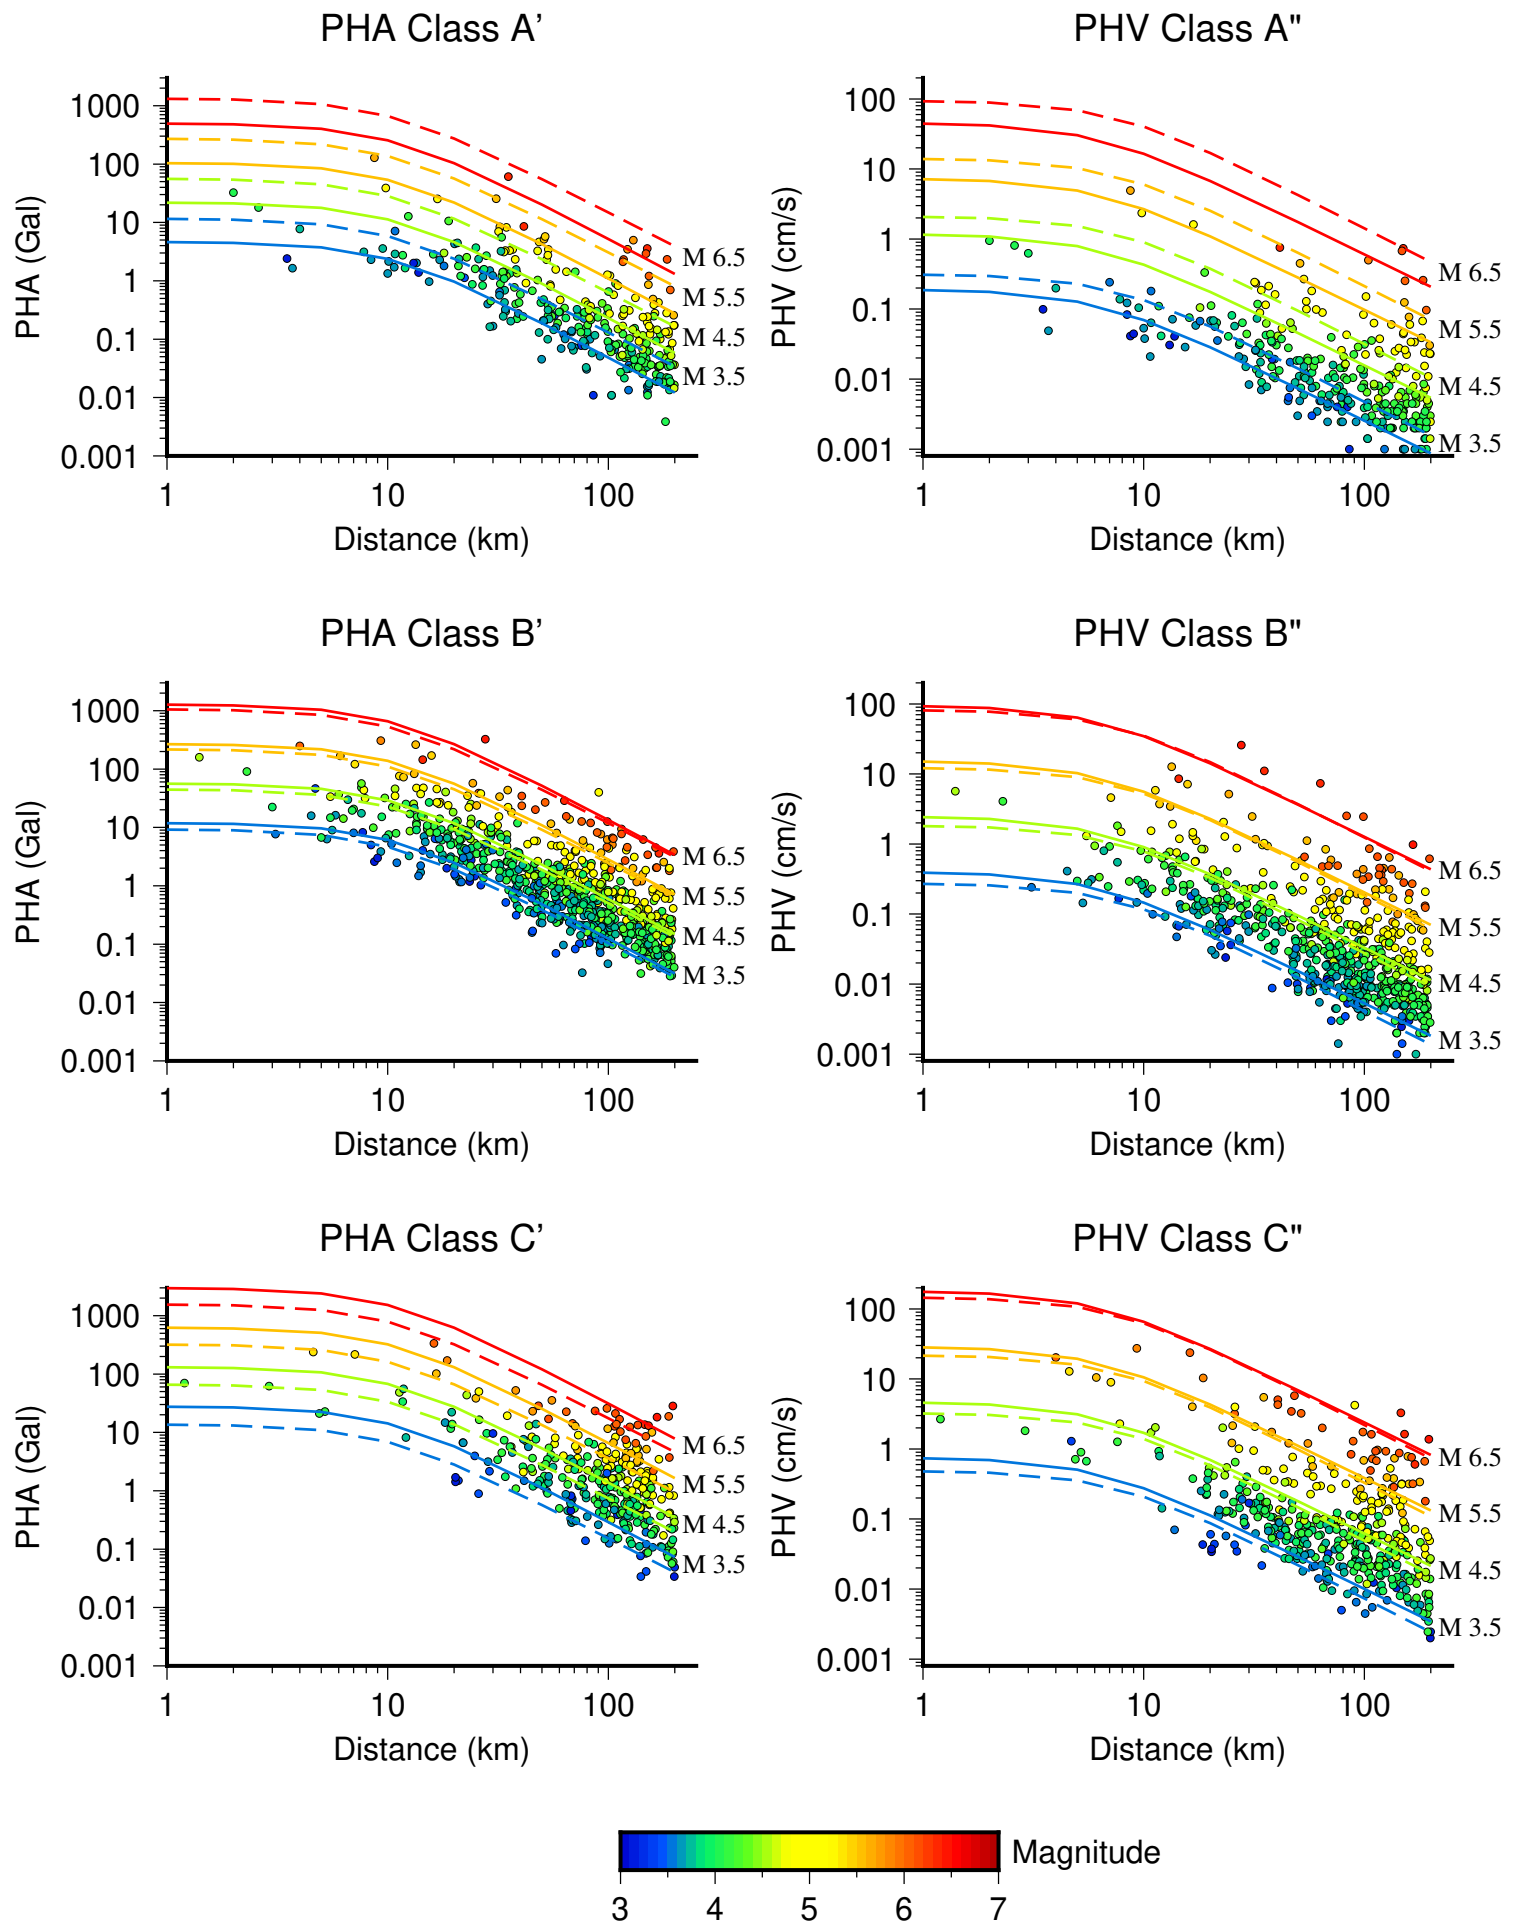 PHA Class A’
PHV Class A"
1000
100
10
1
0.1
0.01
0.001
PHA (Gal)
M 6.5
M 5.5
M 4.5
M 3.5
1 10 100
Distance (km)
100
10
1
0.1
0.01
0.001
PHV (cm/s)
M 6.5
M 5.5
M 4.5
M 3.5
1 10 100
Distance (km)
PHA Class B’
PHV Class B"
1000
100
10
1
0.1
0.01
0.001
PHA (Gal)
M 6.5
M 5.5
M 4.5
M 3.5
1 10 100
Distance (km)
100
10
1
0.1
0.01
0.001
PHV (cm/s)
M 6.5
M 5.5
M 4.5
M 3.5
1 10 100
Distance (km)
PHA Class C’
PHV Class C"
1000
100
10
1
0.1
0.01
0.001
PHA (Gal)
M 6.5
M 5.5
M 4.5
M 3.5
1 10 100
Distance (km)
100
10
1
0.1
0.01
0.001
PHV (cm/s)
M 6.5
M 5.5
M 4.5
M 3.5
1 10 100
Distance (km)
Magnitude
3 4 5 6 7